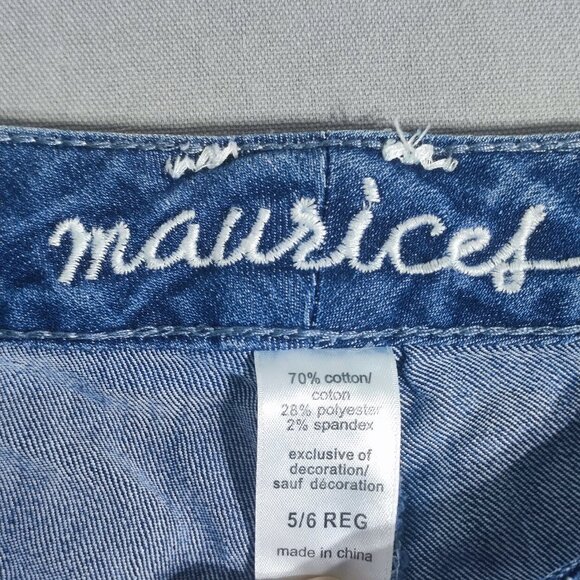 maurices
70% cotton/
coton
28% polyester
2% spandex
exclusive of
decoration/
sauf décoration
5/6 REG
made in china